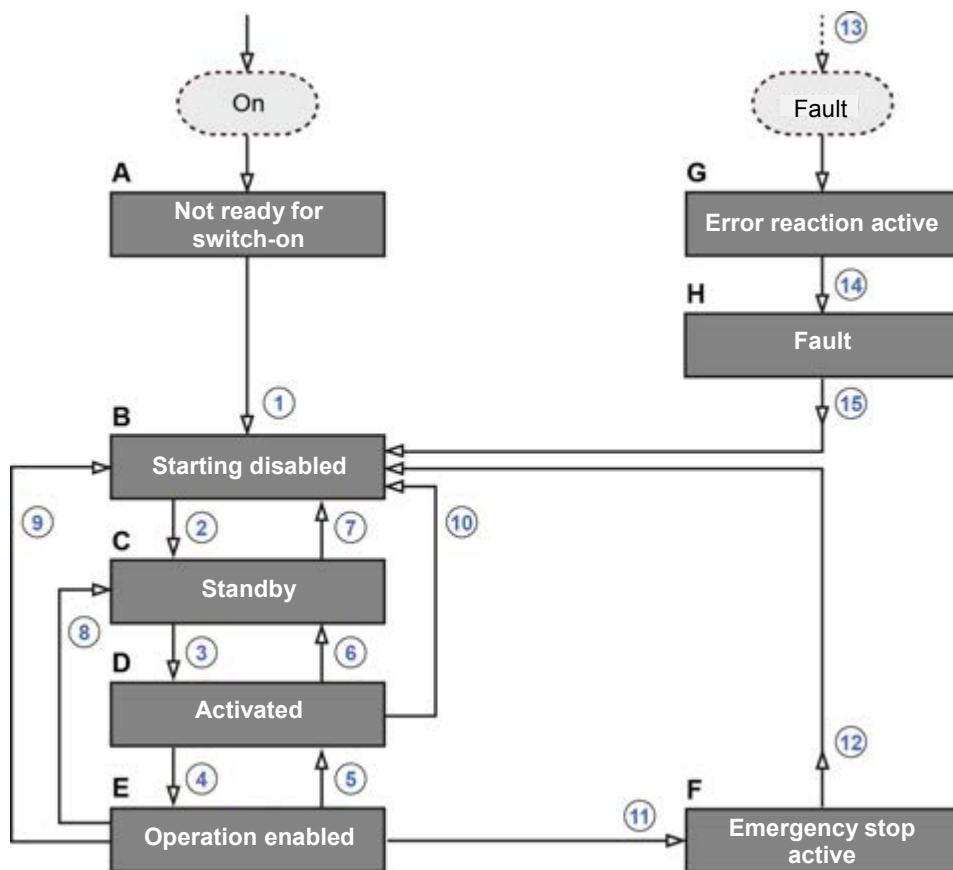 13
On
Fault
A
Not ready for
switch-on
G
Error reaction active
14
H
Fault
1
15
B
Starting disabled
9
2
7
10
C
Standby
8
3
6
D
Activated
12
4
5
E
Operation enabled
11
F
Emergency stop
active